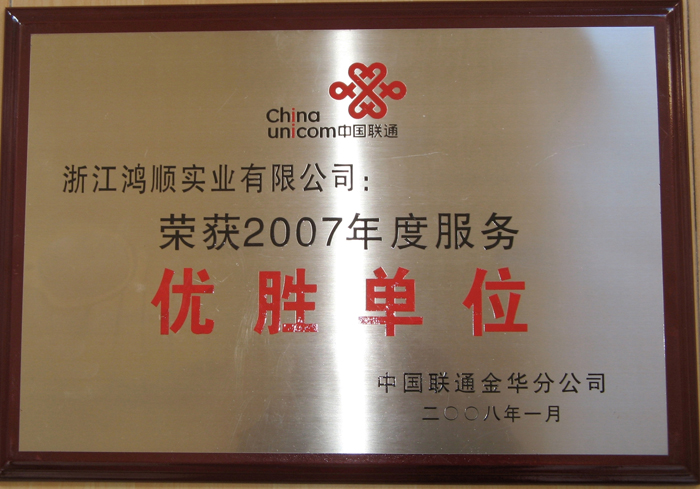 China
unicom中国联通
浙江鸿顺实业有限公司：
荣获2007年度服务
优胜单位
中国联通金华分公司
二〇〇八年一月